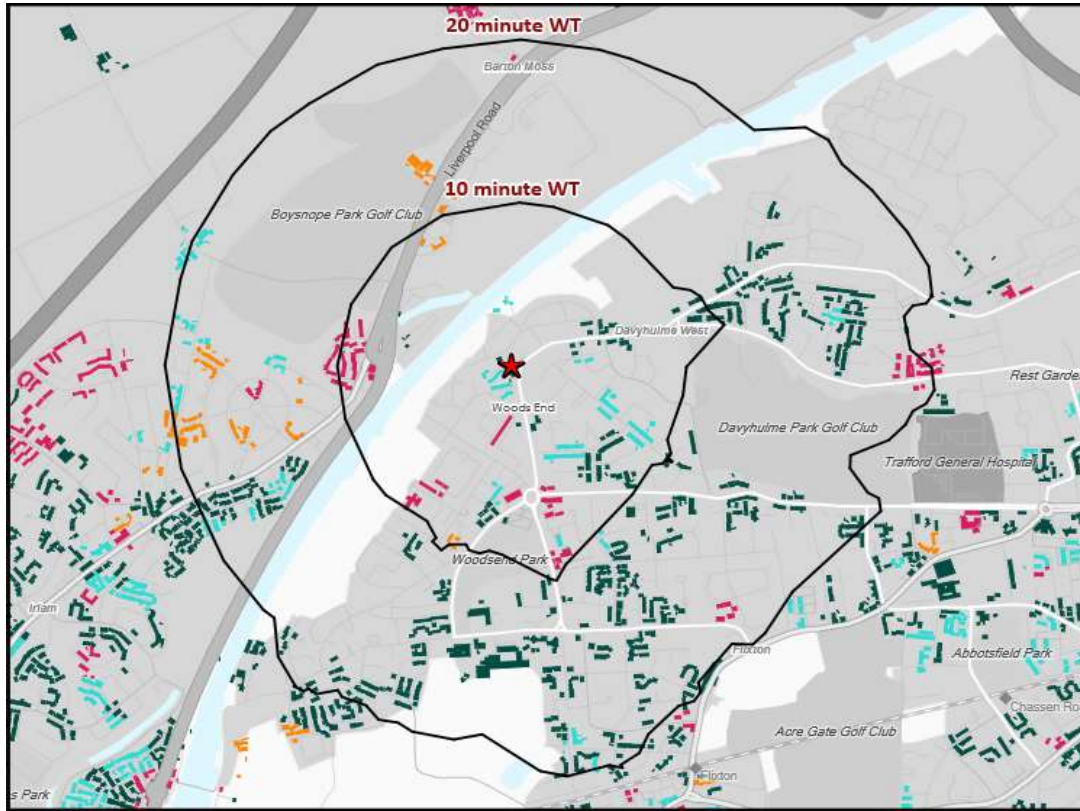 20 minute WT
Barton Moss
Liverpool Road
10 minute WT
Boysnope Park Golf Club
Davyhulme West
Rest Garde
Woods End
Davyhulme Park Golf Club
Trafford General Hospital
Woodsend Park
Irlam
Flixton
Abbotsfield Park
Chassen Ro
Acre Gate Golf Club
Flixton
s Park